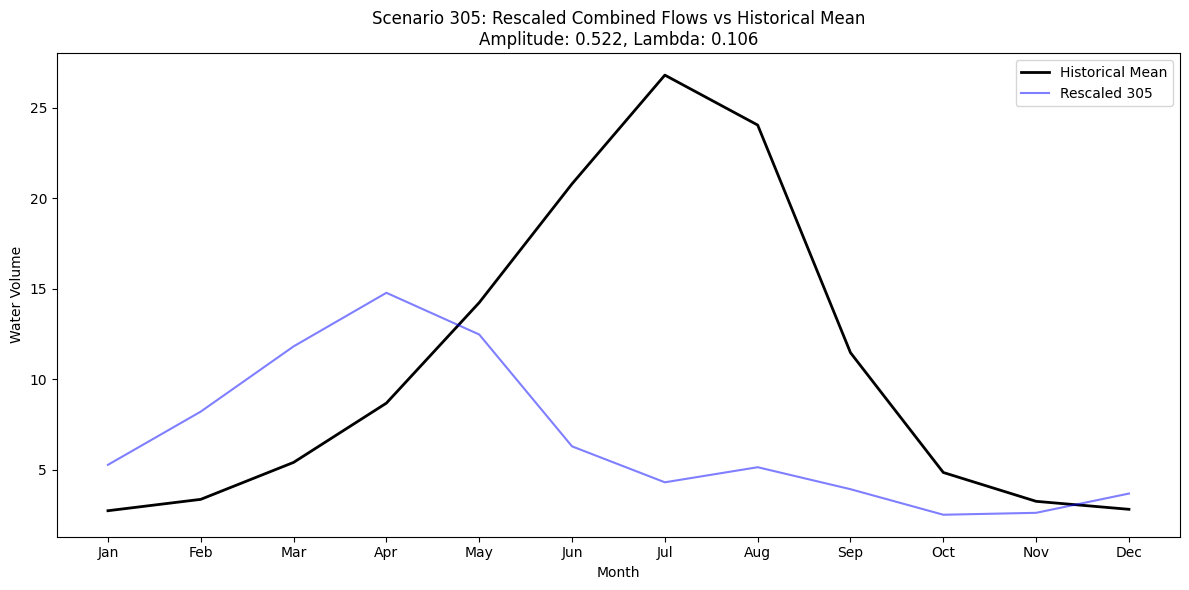 Scenario 305: Rescaled Combined Flows vs Historical Mean
Amplitude: 0.522, Lambda: 0.106
Historical Mean
Rescaled 305
Water Volume
25
20
15
10
5
Jan Feb Mar Apr May Jun Jul Aug Sep Oct Nov Dec
Month